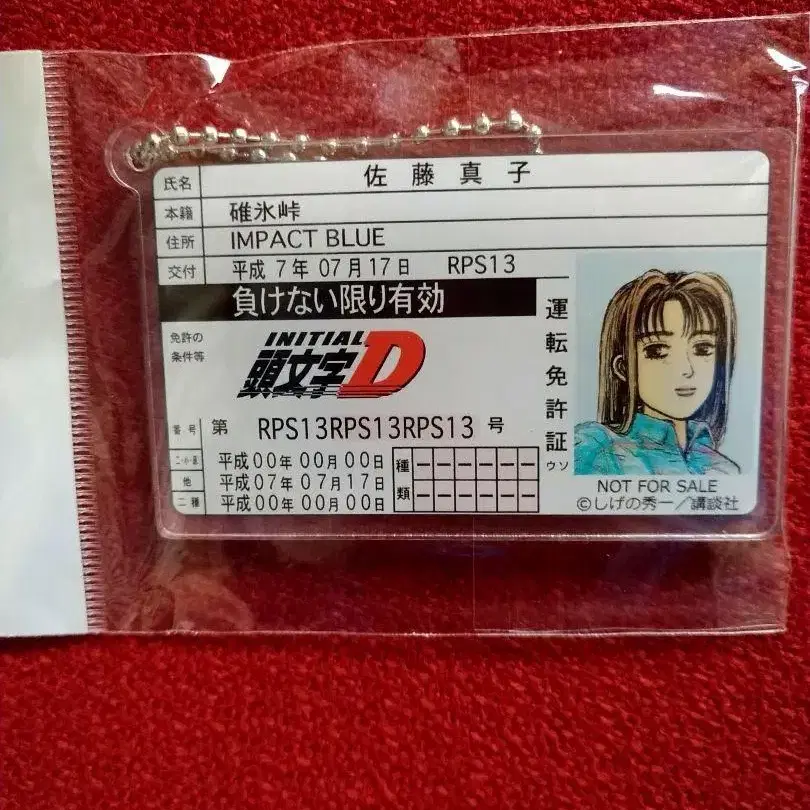 氏名 佐藤真子
本籍 碓氷峠
住所 IMPACT BLUE
交付 平成 7年 07月17日 RPS13
負けない限り有効
免許の
条件等
INITIAL
頭文字D
番号 第 RPS13RPS13RPS13 号
二・小・原 平成00年 00月 00日
他 平成07年 07月17日
二種 平成00年 00月 00日
種類
運転免許証
ウソ
NOT FOR SALE
©しげの秀一/講談社